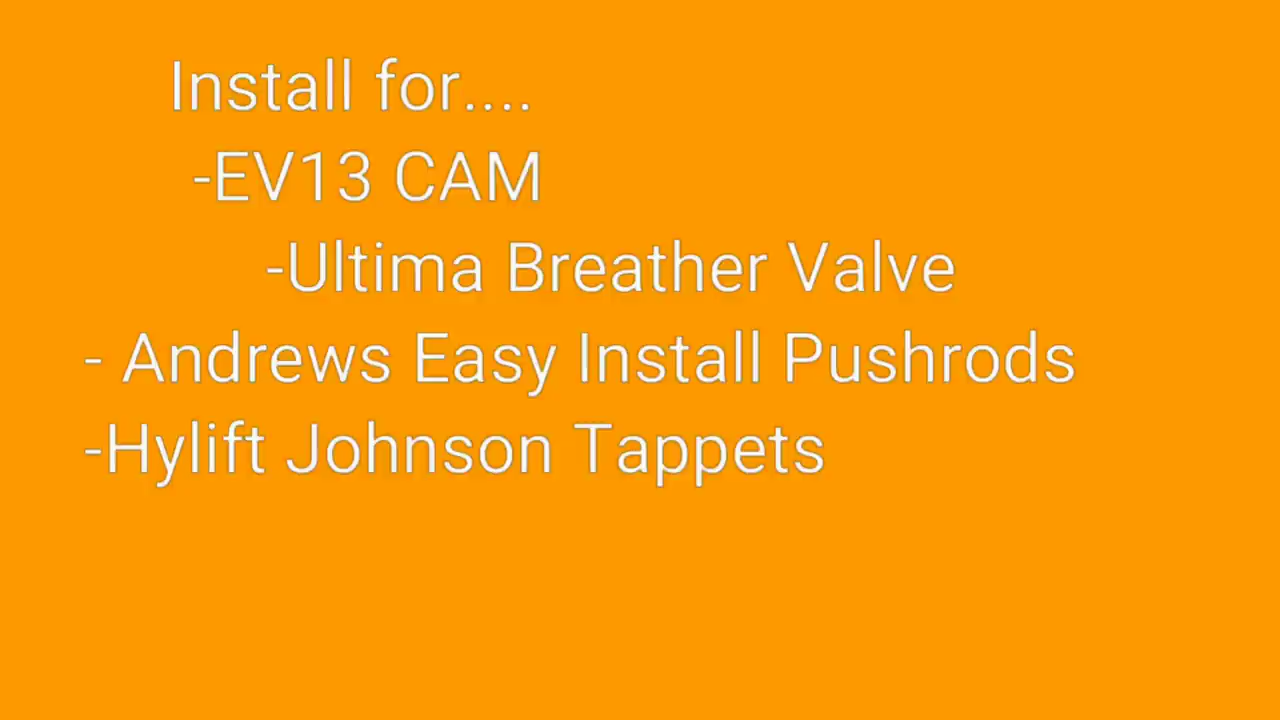 Install for....
-EV13 CAM
-Ultima Breather Valve
- Andrews Easy Install Pushrods
-Hylift Johnson Tappets